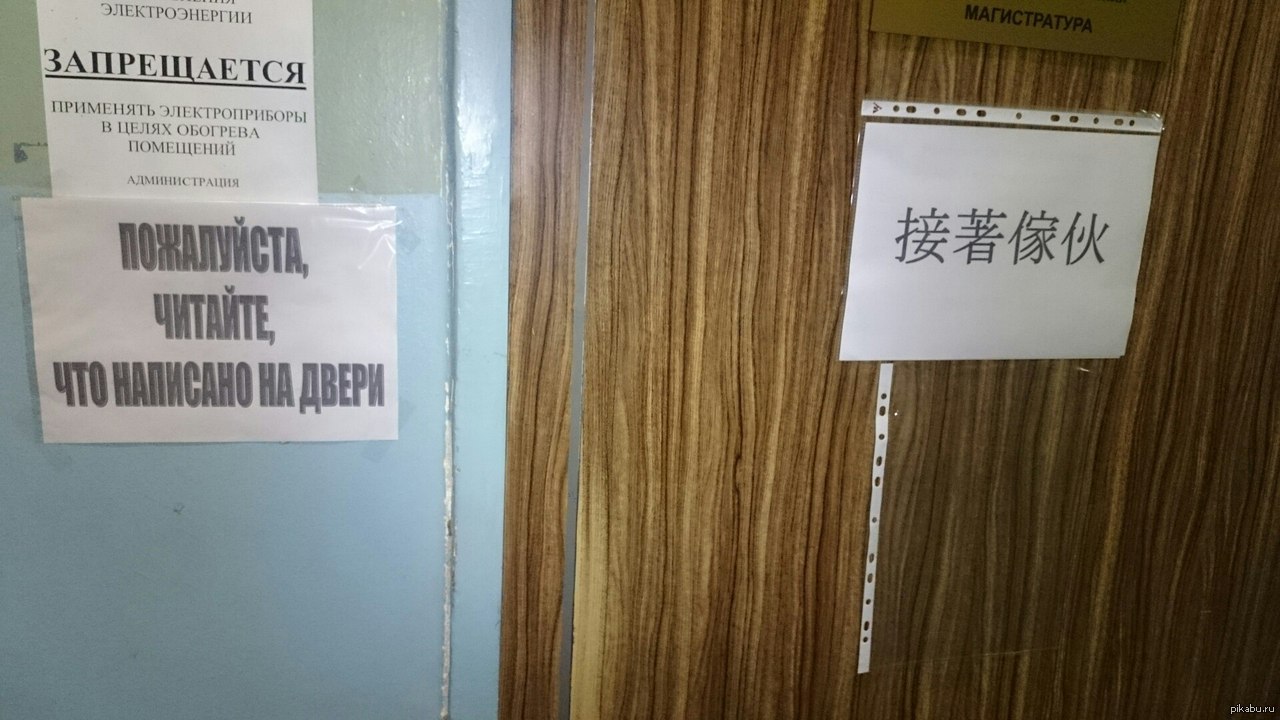 ЭЛЕКТРОЭНЕРГИИ
ЗАПРЕЩАЕТСЯ
ПРИМЕНЯТЬ ЭЛЕКТРОПРИБОРЫ
В ЦЕЛЯХ ОБОГРЕВА
ПОМЕЩЕНИЙ
АДМИНИСТРАЦИЯ
ПОЖАЛУЙСТА,
ЧИТАЙТЕ,
ЧТО НАПИСАНО НА ДВЕРИ
МАГИСТРАТУРА
接著傢伙
pikabu.ru